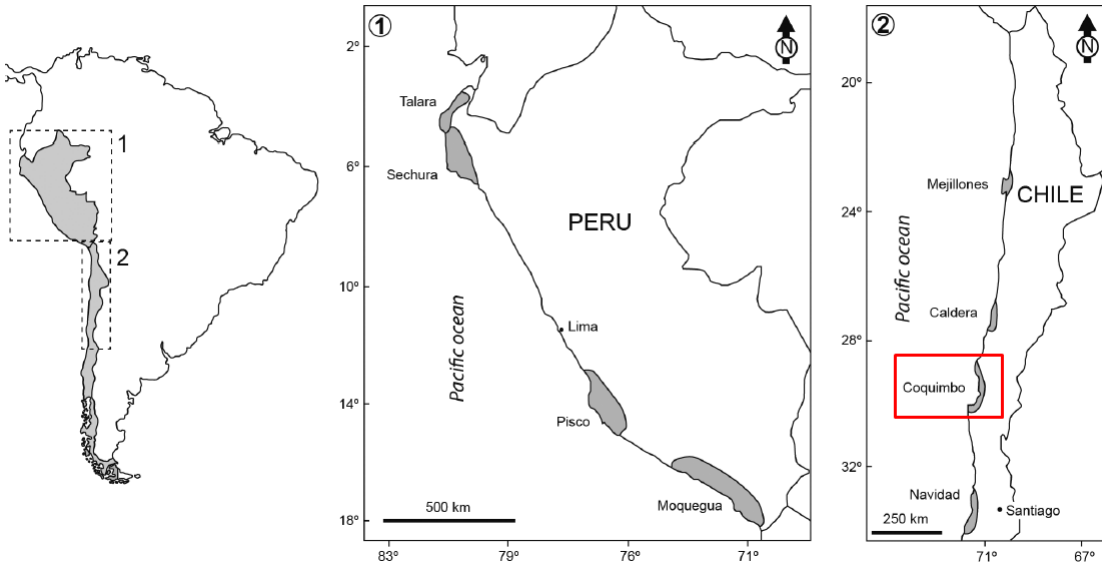 1
2
1
N
2°
Talara
6°
Sechura
PERU
10°
Pacific ocean
Lima
14°
Pisco
Moquegua
500 km
18°
83°
79°
76°
71°
2
N
20°
Mejillones
CHILE
24°
Pacific ocean
Caldera
28°
Coquimbo
32°
Navidad
Santiago
250 km
71°
67°